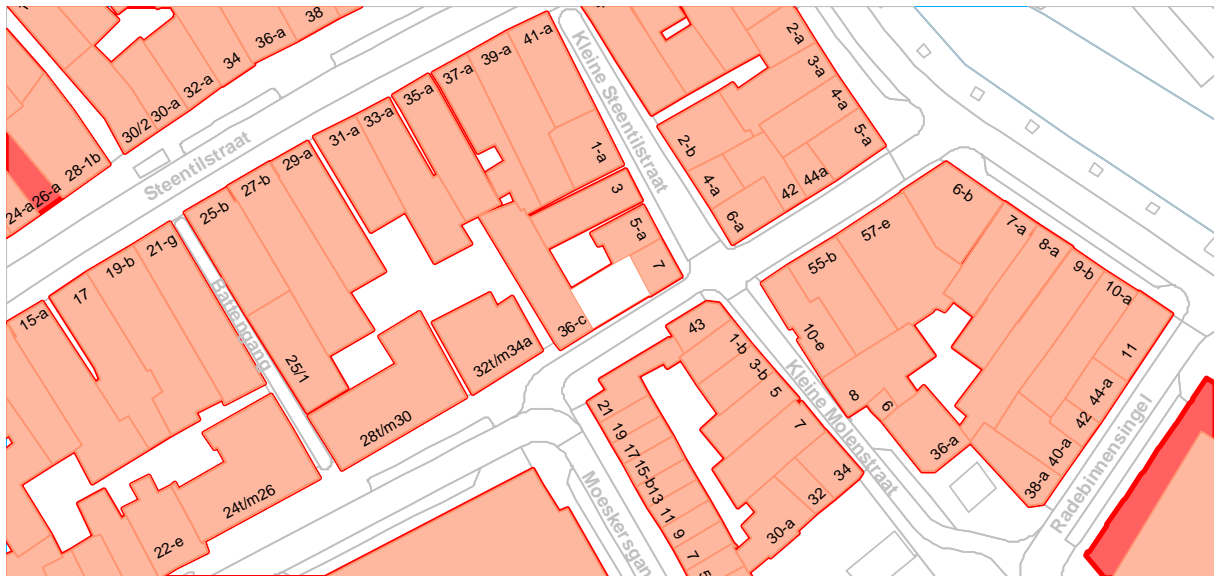 38
36-a
34
32-a
30-a
30/2
28-1b
26-a
24-a
Steentilstraat
41-a
39-a
37-a
35-a
33-a
31-a
29-a
27-b
25-b
21-g
19-b
17
15-a
Kleine Steentilstraat
1-a
3
5-a
7
36-c
32t/m34a
28t/m30
25/1
Battengang
24t/m26
22-e
2-a
3-a
4-a
5-a
44a
42
2-b
4-a
6-a
6-b
57-e
55-b
10-e
8
6
36-a
7-a
8-a
9-b
10-a
11
44-a
42
40-a
38-a
Radebinnensingel
Kleine Molenstraat
43
1-b
3-b
5
7
34
32
30-a
21
19
17
15-b
13
11
9
7
Moeskersgan